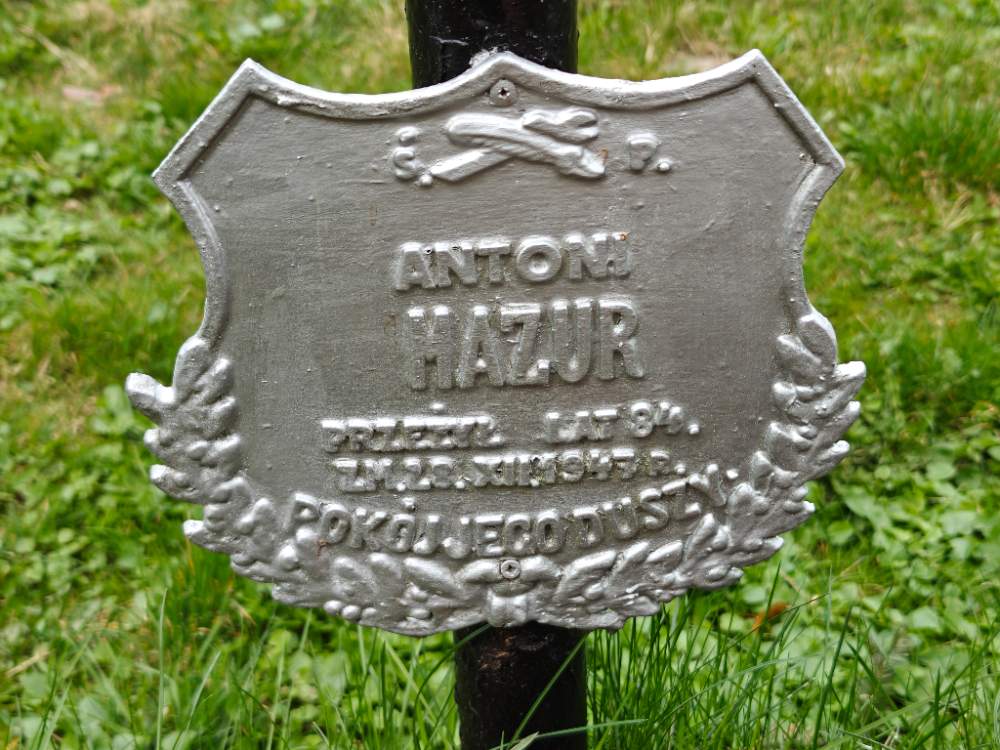 Ś. P.
ANTONI
MAZUR
PRZEŻYŁ LAT 84.
ZM. 28. XII 1947 R.
POKÓJ JEGO DUSZY.